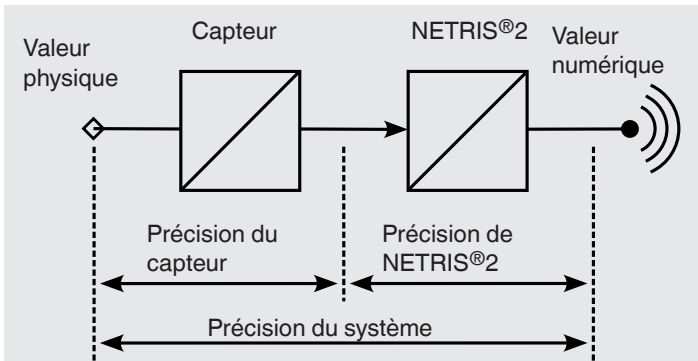 Valeur
physique
Capteur
NETRIS®2
Valeur
numérique
Précision du
capteur
Précision de
NETRIS®2
Précision du système